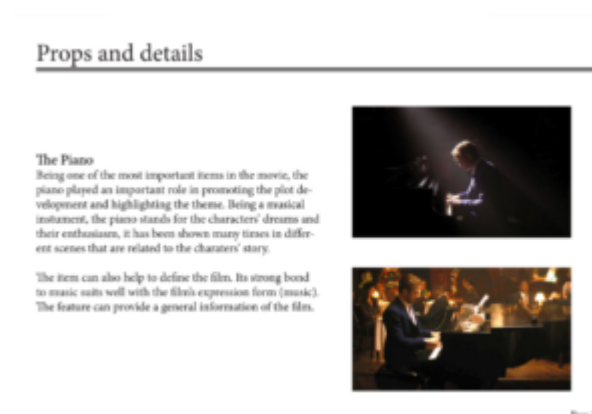 Props and details
The Piano
Being one of the most important items in the movie, the
piano played an important role in promoting the plot de-
velopment and highlighting the theme. Being a musical
instument, the piano stands for the characters' dreams and
their enthusiasm, it has been shown many times in differ-
ent scenes that are related to the charaters' story.
The item can also help to define the film. Its strong bond
to music suits well with the film's expression form (music).
The feature can provide a general information of the film.